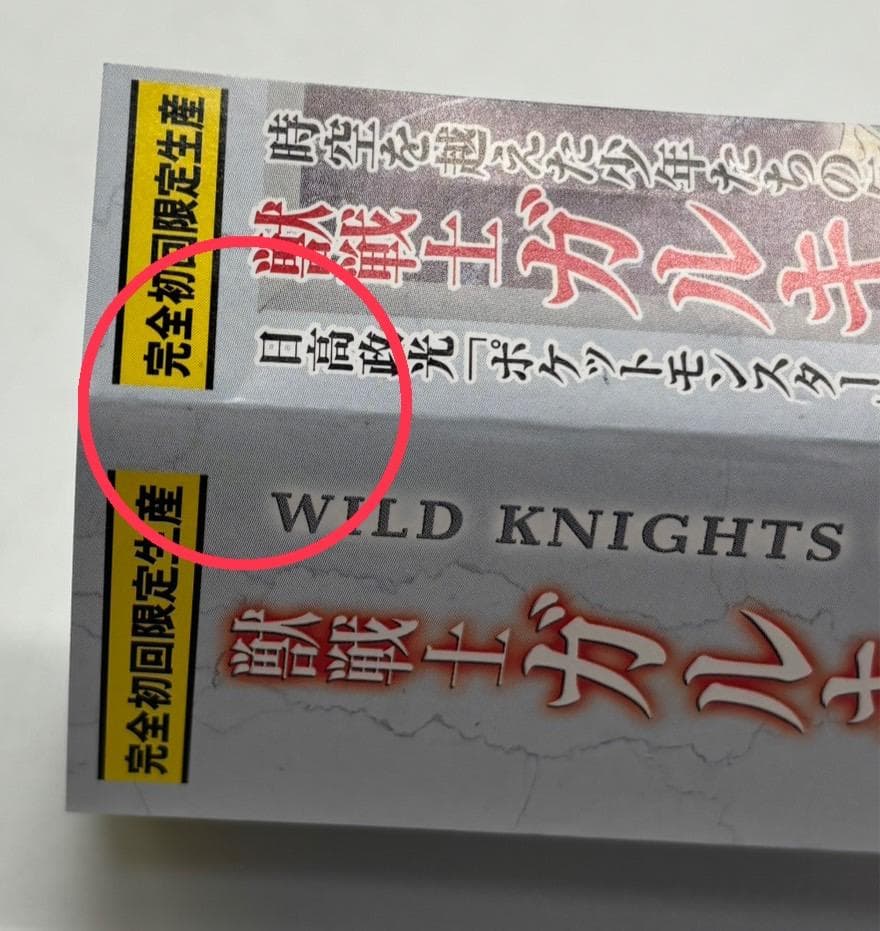 完全初回限定生産
時空を越えた少年たちの
獣戦士ガルキ
日高政光「ポケットモンスター
完全初回限定生産
WILD KNIGHTS
獣戦士ガルキ